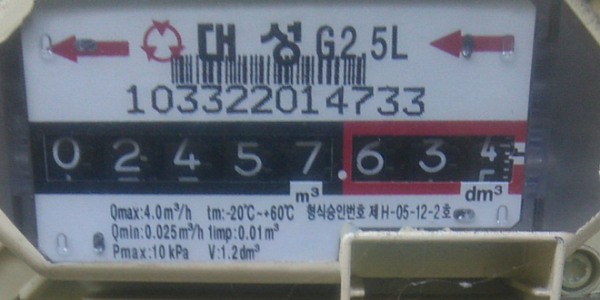 대성 G2.5L
103322014733
02457.634
m³ dm³
Qmax:4.0m³/h tm:-20℃~+60℃ 형식승인번호 제 H-05-12-2호
Qmin:0.025m³/h timp:0.01m³
Pmax:10 kPa V:1.2dm³